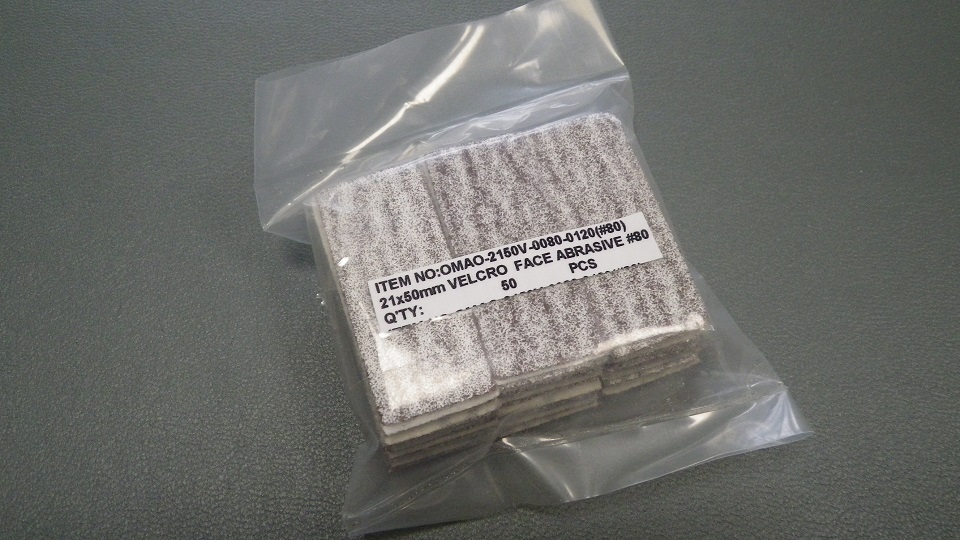 ITEM NO:OMAO-2150V-0080-0120(#80)
21x50mm VELCRO FACE ABRASIVE #80
Q'TY: 50 PCS